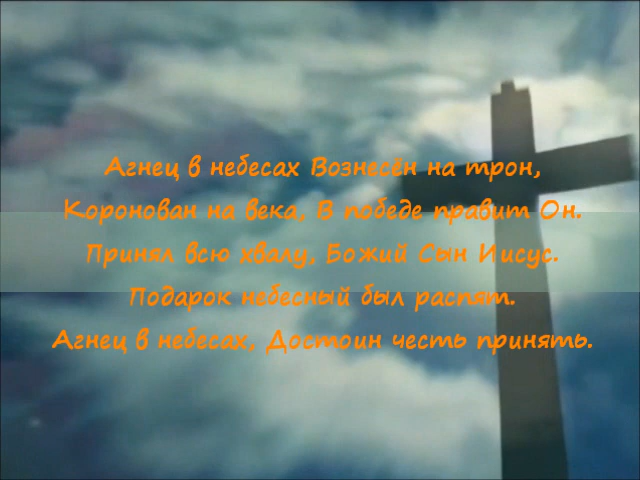 Агнец в небесах Вознесён на трон,
Коронован на века, В победе правит Он.
Принял всю хвалу, Божий Сын Иисус.
Подарок небесный был распят.
Агнец в небесах, Достоин честь принять.